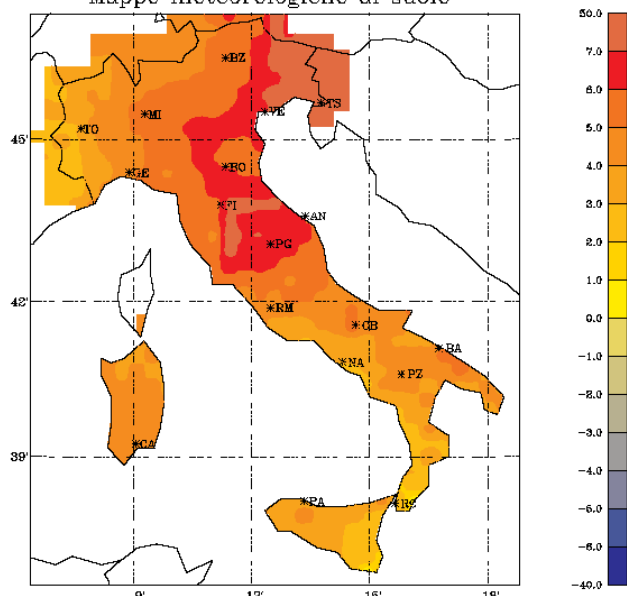 Mappe meteorologiche di suolo
50.0
*BZ
7.0
*TS
6.0
*MI
*VE
*TO
5.0
45'
*BO
*GE
4.0
*FI
*AN
3.0
*PG
2.0
42'
*RM
1.0
*CB
0.0
*BA
*NA
-1.0
*PZ
-2.0
-3.0
*CA
39'
-4.0
*PA
*RC
-5.0
-6.0
-40.0
9'
12'
15'
18'